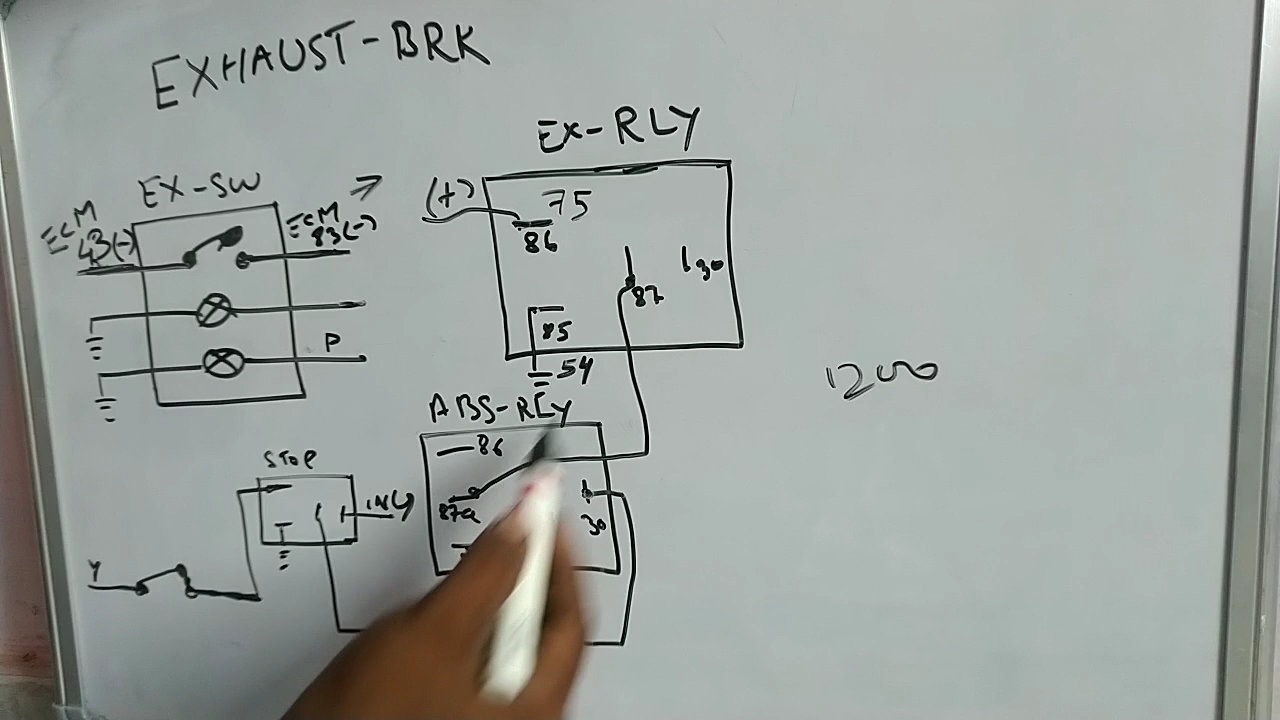 EXHAUST-BRK
EX-RLY
EX-SW
ECM
43(-)
ECM
83(-)
(+)
75
86
87
30
85
54
P
1200
ABS-RLY
86
87a
30
STOP
Y